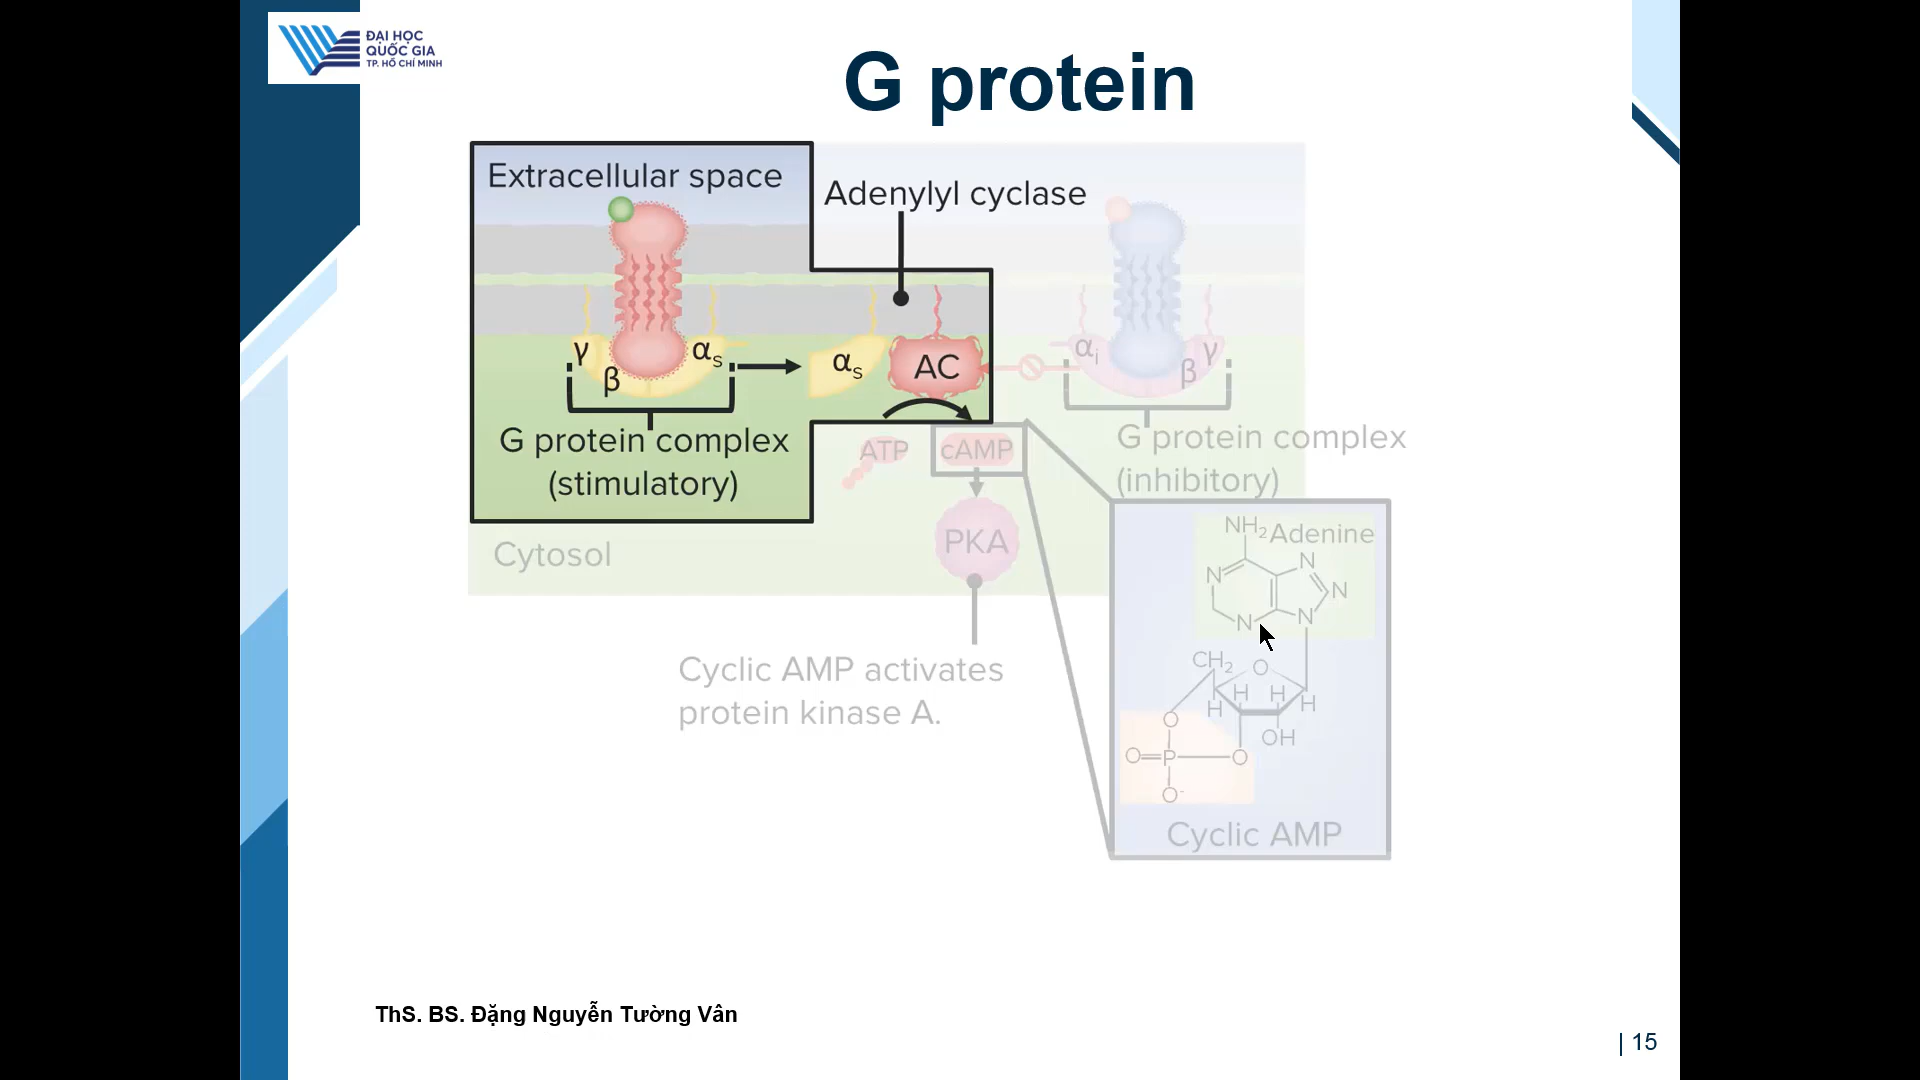 ĐẠI HỌC
QUỐC GIA
TP. HỒ CHÍ MINH
G protein
Extracellular space
Adenylyl cyclase
γ
β
αs
αs
AC
αi
β
γ
G protein complex
(stimulatory)
ATP
cAMP
G protein complex
(inhibitory)
PKA
Cytosol
Cyclic AMP activates
protein kinase A.
NH2
Adenine
N
N
N
N
N
CH2
O
H
H
H
H
O
OH
O
P
O
O-
Cyclic AMP
ThS. BS. Đặng Nguyễn Tường Vân
| 15